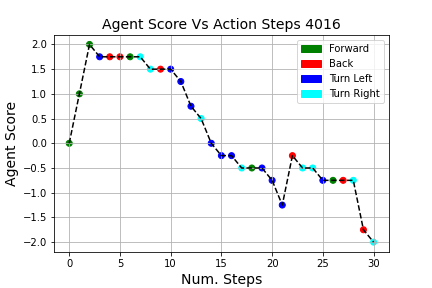 Agent Score Vs Action Steps 4016
2.0
1.5
1.0
0.5
0.0
−0.5
−1.0
−1.5
−2.0
Agent Score
Forward
Back
Turn Left
Turn Right
0 5 10 15 20 25 30
Num. Steps